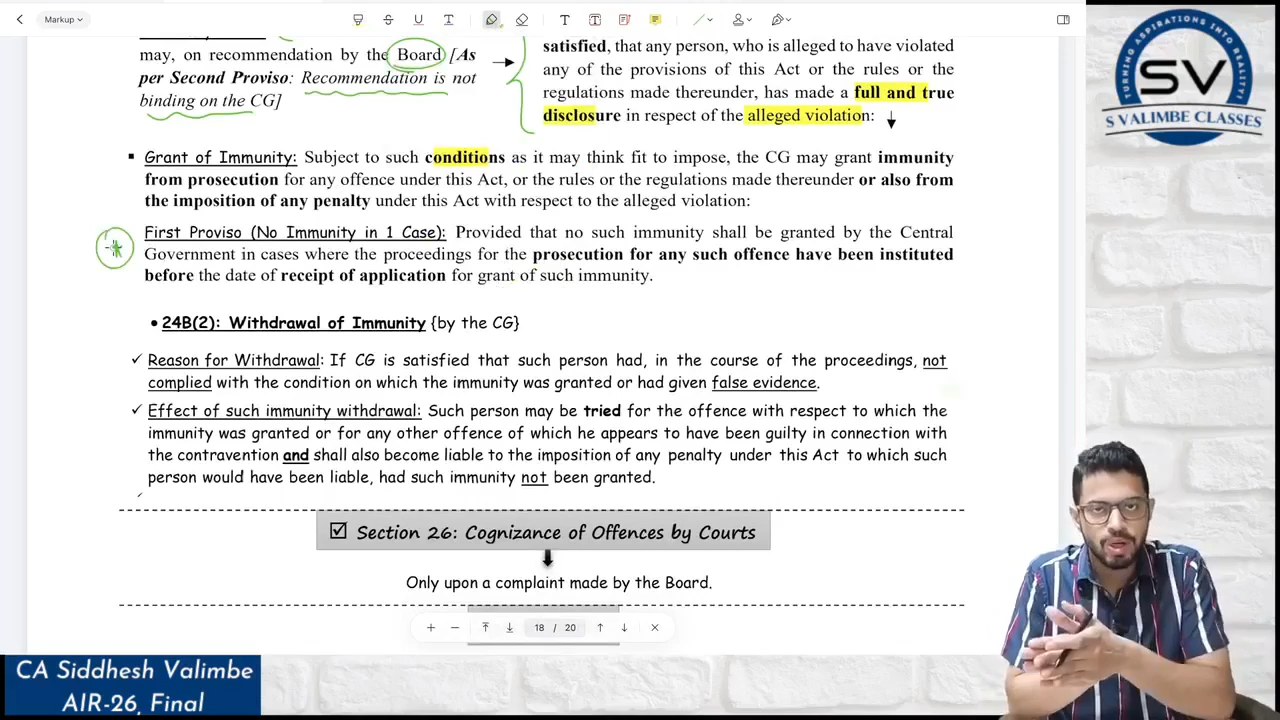 Markup
may, on recommendation by the Board [As
per Second Proviso: Recommendation is not
binding on the CG]
satisfied, that any person, who is alleged to have violated
any of the provisions of this Act or the rules or the
regulations made thereunder, has made a full and true
disclosure in respect of the alleged violation:
▪ Grant of Immunity: Subject to such conditions as it may think fit to impose, the CG may grant immunity
from prosecution for any offence under this Act, or the rules or the regulations made thereunder or also from
the imposition of any penalty under this Act with respect to the alleged violation:
First Proviso (No Immunity in 1 Case): Provided that no such immunity shall be granted by the Central
Government in cases where the proceedings for the prosecution for any such offence have been instituted
before the date of receipt of application for grant of such immunity.
• 24B(2): Withdrawal of Immunity {by the CG}
✓ Reason for Withdrawal: If CG is satisfied that such person had, in the course of the proceedings, not
complied with the condition on which the immunity was granted or had given false evidence.
✓ Effect of such immunity withdrawal: Such person may be tried for the offence with respect to which the
immunity was granted or for any other offence of which he appears to have been guilty in connection with
the contravention and shall also become liable to the imposition of any penalty under this Act to which such
person would have been liable, had such immunity not been granted.
☑ Section 26: Cognizance of Offences by Courts
Only upon a complaint made by the Board.
18 / 20
TURNING ASPIRATIONS INTO REALITY!
SV
S VALIMBE CLASSES
CA Siddhesh Valimbe
AIR-26, Final